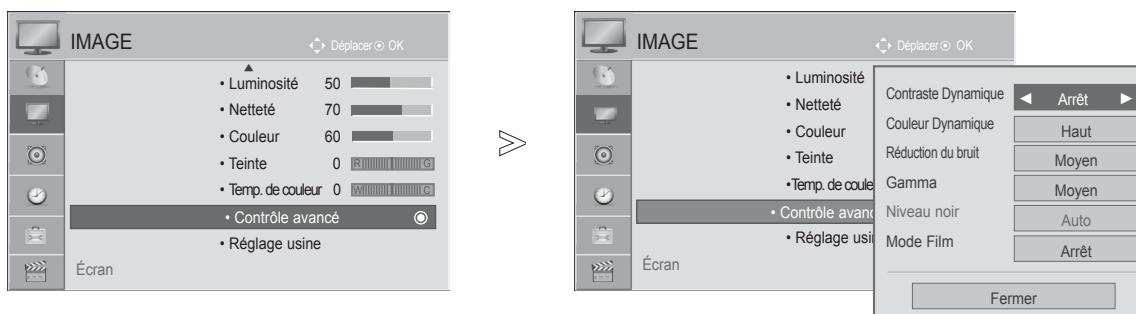 IMAGE
Déplacer OK
• Luminosité 50
• Netteté 70
• Couleur 60
• Teinte 0 R G
• Temp. de couleur 0 W C
• Contrôle avancé
• Réglage usine
Écran
IMAGE
Déplacer OK
• Luminosité
• Netteté
• Couleur
• Teinte
•Temp. de coule
• Contrôle avanc
• Réglage usi
Écran
Contraste Dynamique ◄ Arrêt ►
Couleur Dynamique Haut
Réduction du bruit Moyen
Gamma Moyen
Niveau noir Auto
Mode Film Arrêt
Fermer